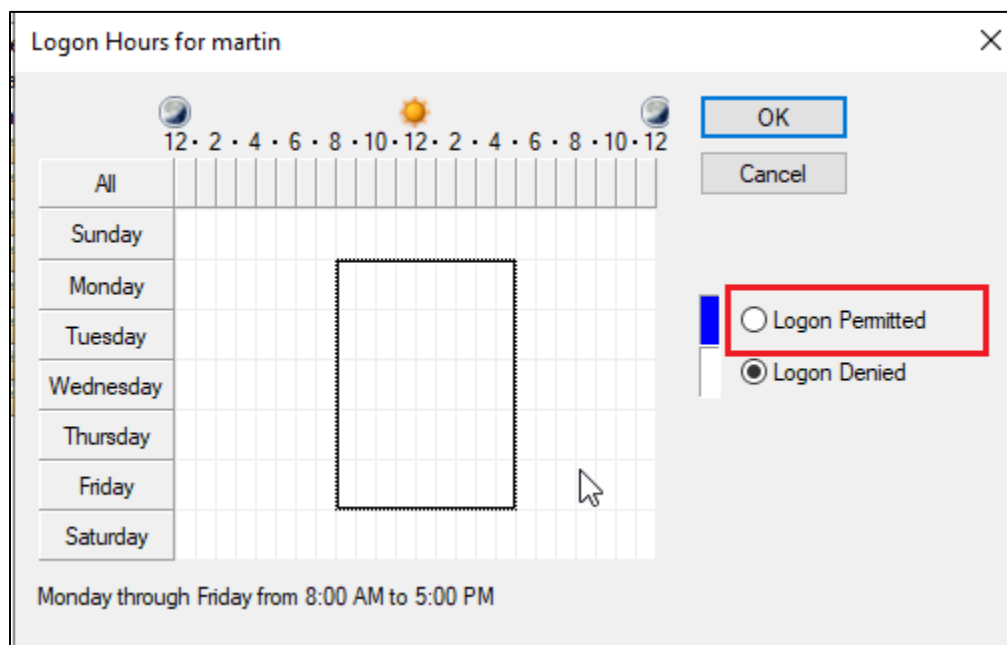 Logon Hours for martin
12 · 2 · 4 · 6 · 8 · 10 · 12 · 2 · 4 · 6 · 8 · 10 · 12
OK
Cancel
All
Sunday
Monday
Tuesday
Wednesday
Thursday
Friday
Saturday
Logon Permitted
Logon Denied
Monday through Friday from 8:00 AM to 5:00 PM